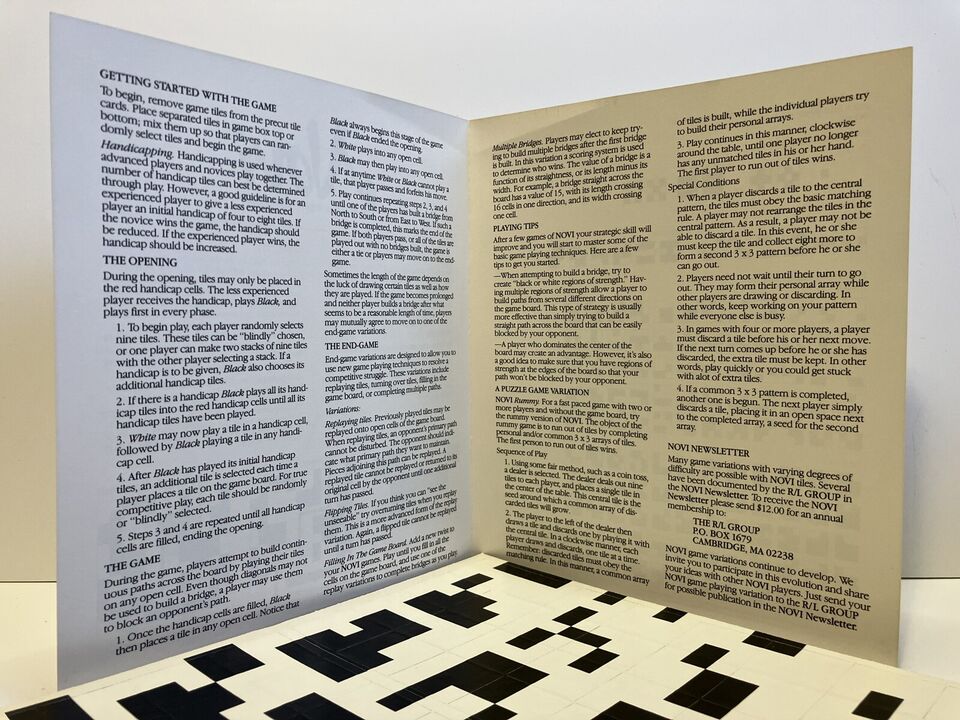 GETTING STARTED WITH THE GAME
To begin, remove game tiles from the precut tile
cards. Place separated tiles in game box top or
bottom; mix them up so that players can ran-
domly select tiles and begin the game.
Handicapping. Handicapping is used whenever
advanced players and novices play together. The
number of handicap tiles can best be determined
through play. However, a good guideline is for an
experienced player to give a less experienced
player an initial handicap of four to eight tiles. If
the novice wins the game, the handicap should
be reduced. If the experienced player wins, the
handicap should be increased.
THE OPENING
During the opening, tiles may only be placed in
the red handicap cells. The less experienced
player receives the handicap, plays Black, and
plays first in every phase.
1. To begin play, each player randomly selects
nine tiles. These tiles can be "blindly" chosen,
or one player can make two stacks of nine tiles
with the other player selecting a stack. If a
handicap is to be given, Black also chooses its
additional handicap tiles.
2. If there is a handicap Black plays all its hand-
icap tiles into the red handicap cells until all its
handicap tiles have been played.
3. White may now play a tile in a handicap cell,
followed by Black playing a tile in any handi-
cap cell.
4. After Black has played its initial handicap
tiles, an additional tile is selected each time a
player places a tile on the game board. For true
competitive play, each tile should be randomly
or "blindly" selected.
5. Steps 3 and 4 are repeated until all handicap
cells are filled, ending the opening.
THE GAME
During the game, players attempt to build contin-
uous paths across the board by playing their tiles
on any open cell. Even though diagonals may not
be used to build a bridge, a player may use them
to block an opponent's path.
1. Once the handicap cells are filled, Black
then places a tile in any open cell. Notice that
Black always begins this stage of the game
even if Black ended the opening.
2. White plays into any open cell.
3. Black may then play into any open cell.
4. If at anytime White or Black cannot play a
tile, that player passes and forfeits his move.
5. Play continues repeating steps 2, 3, and 4
until one of the players has built a bridge from
North to South or from East to West. If such a
bridge is completed, this marks the end of the
game. If both players pass, or all of the tiles are
played out with no bridges built, the game is
either a tie or players may move on to the end-
game.
Sometimes the length of the game depends on
the luck of drawing certain tiles as well as how
they are played. If the game becomes prolonged
and neither player builds a bridge after what
seems to be a reasonable length of time, players
may mutually agree to move on to one of the
end-game variations.
THE END-GAME
End-game variations are designed to allow you to
use new game playing techniques to resolve a
competitive struggle. These variations include
replaying tiles, turning over tiles, filling in the
game board, or completing multiple paths.
Variations:
Replaying tiles. Previously played tiles may be
replayed onto open cells of the game board.
When replaying tiles, an opponent's primary path
cannot be disturbed. The opponent should indi-
cate what primary path they want to maintain.
Pieces adjoining this path can be replayed. A
replayed tile cannot be replayed or returned to its
original cell by the opponent until one additional
turn has passed.
Flipping Tiles. If you think you can "see the
unseeable" try overturning tiles when you replay
them. This is a more advanced form of the replay
variation. Again, a flipped tile cannot be replayed
until a turn has passed.
Filling In The Game Board. Add a new twist to
your NOVI games. Play until you fill in all the
cells on the game board, and use one of the
replay variations to complete bridges as you play.
Multiple Bridges. Players may elect to keep try-
ing to build multiple bridges after the first bridge
is built. In this variation a scoring system is used
to determine who wins. The value of a bridge is a
function of its straightness, or its length minus its
width. For example, a bridge straight across the
board has a value of 15, with its length crossing
16 cells in one direction, and its width crossing
one cell.
PLAYING TIPS
After a few games of NOVI your strategic skill will
improve and you will start to master some of the
basic game playing techniques. Here are a few
tips to get you started.
—When attempting to build a bridge, try to
create "black or white regions of strength." Hav-
ing multiple regions of strength allow a player to
build paths from several different directions on
the game board. This type of strategy is usually
more effective than simply trying to build a
straight path across the board that can be easily
blocked by your opponent.
—A player who dominates the center of the
board may create an advantage. However, it's also
a good idea to make sure that you have regions of
strength at the edges of the board so that your
path won't be blocked by your opponent.
A PUZZLE GAME VARIATION
NOVI Rummy. For a fast paced game with two or
more players and without the game board, try
the rummy version of NOVI. The object of the
rummy game is to run out of tiles by completing
personal and/or common 3 x 3 arrays of tiles.
The first person to run out of tiles wins.
Sequence of Play
1. Using some fair method, such as a coin toss,
a dealer is selected. The dealer deals out nine
tiles to each player, and places a single tile in
the center of the table. This central tile is the
seed around which a common array of dis-
carded tiles will grow.
2. The player to the left of the dealer then
draws a tile and discards one by playing it with
the central tile. In a clockwise manner, each
player draws and discards, one tile at a time.
Remember: discarded tiles must obey the
matching rule. In this manner, a common array
of tiles is built, while the individual players try
to build their personal arrays.
3. Play continues in this manner, clockwise
around the table, until one player no longer
has any unmatched tiles in his or her hand.
The first player to run out of tiles wins.
Special Conditions
1. When a player discards a tile to the central
pattern, the tiles must obey the basic matching
rule. A player may not rearrange the tiles in the
central pattern. As a result, a player may not be
able to discard a tile. In this event, he or she
must keep the tile and collect eight more to
form a second 3 x 3 pattern before he or she
can go out.
2. Players need not wait until their turn to go
out. They may form their personal array while
other players are drawing or discarding. In
other words, keep working on your pattern
while everyone else is busy.
3. In games with four or more players, a player
must discard a tile before his or her next move.
If the next turn comes up before he or she has
discarded, the extra tile must be kept. In other
words, play quickly or you could get stuck
with alot of extra tiles.
4. If a common 3 x 3 pattern is completed,
another one is begun. The next player simply
discards a tile, placing it in an open space next
to the completed array, a seed for the second
array.
NOVI NEWSLETTER
Many game variations with varying degrees of
difficulty are possible with NOVI tiles. Several
have been documented by the R/L GROUP in
the NOVI Newsletter. To receive the NOVI
Newsletter please send $12.00 for an annual
membership to:
THE R/L GROUP
P.O. BOX 1679
CAMBRIDGE, MA 02238
NOVI game variations continue to develop. We
invite you to participate in this evolution and share
your ideas with other NOVI players. Just send your
NOVI game playing variation to the R/L GROUP
for possible publication in the NOVI Newsletter.